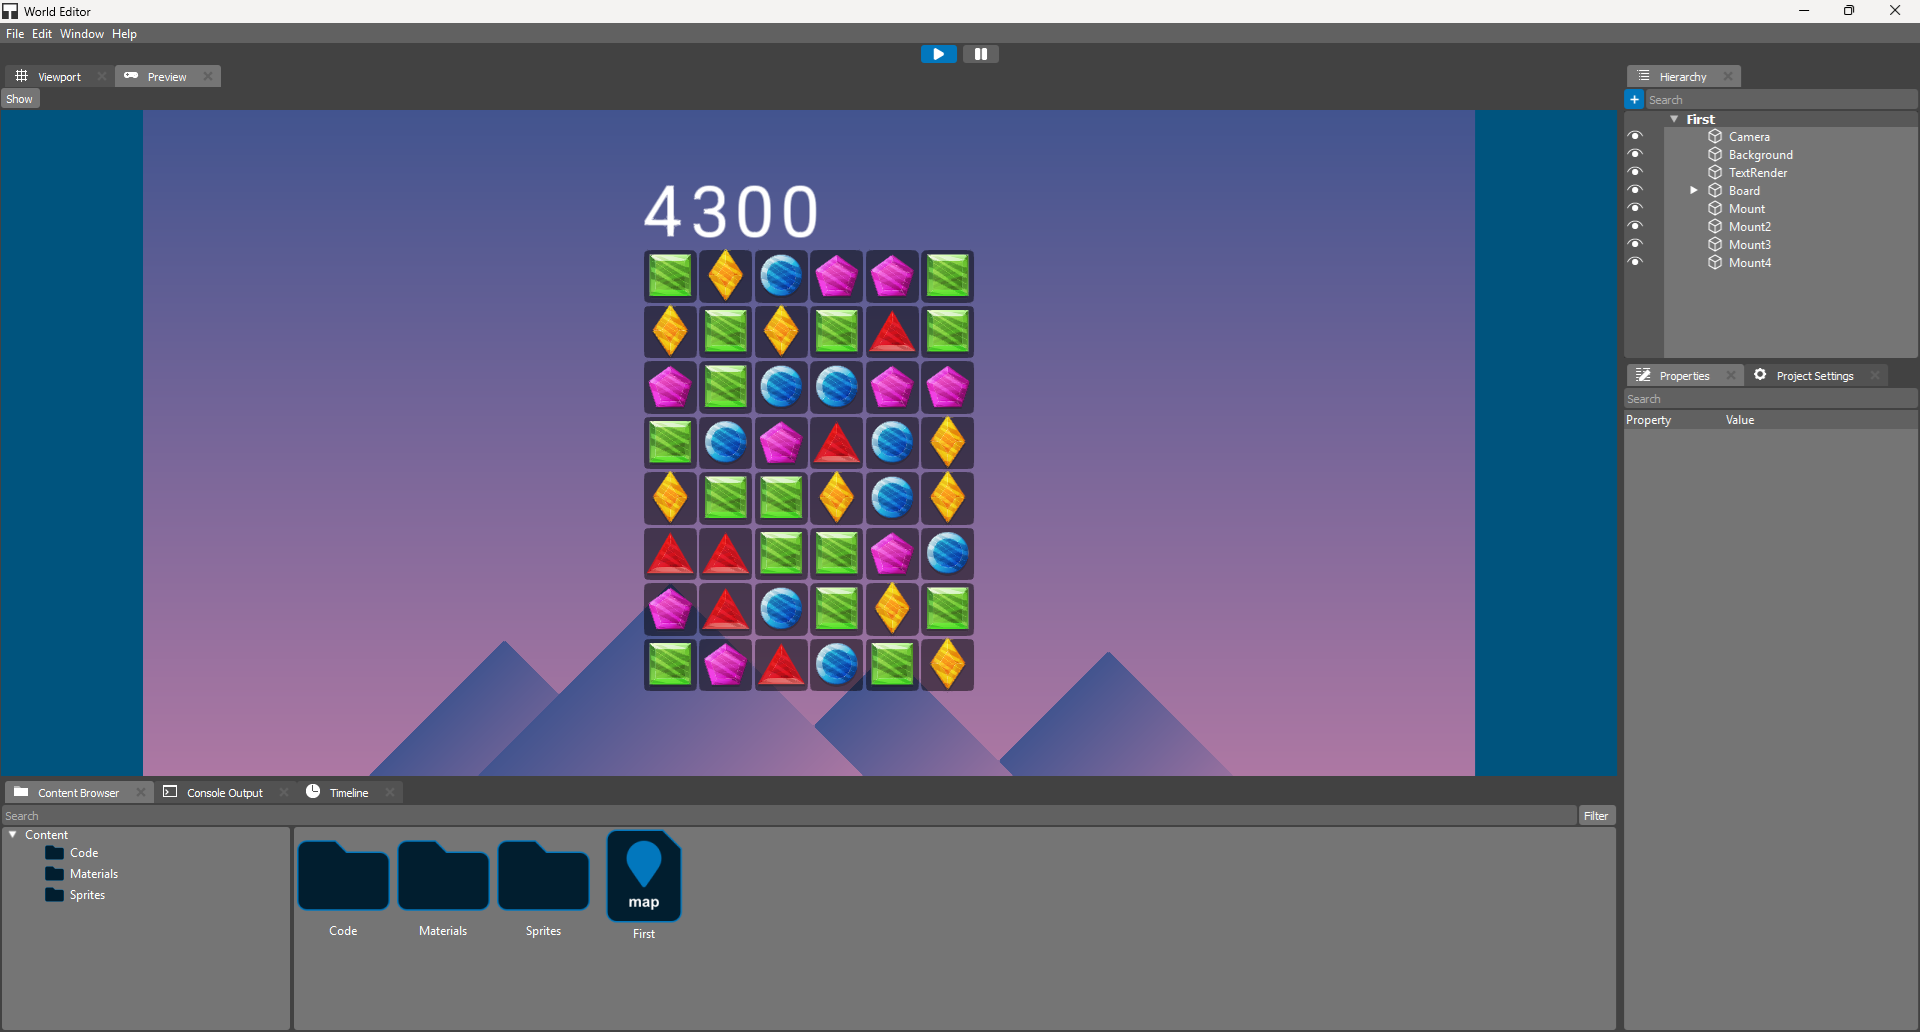 World Editor
File Edit Window Help
Viewport Preview
Show
4300
Hierarchy
Search
First
Camera
Background
TextRender
Board
Mount
Mount2
Mount3
Mount4
Properties Project Settings
Search
Property Value
Content Browser Console Output Timeline
Search Filter
Content
Code
Materials
Sprites
map
Code Materials Sprites First